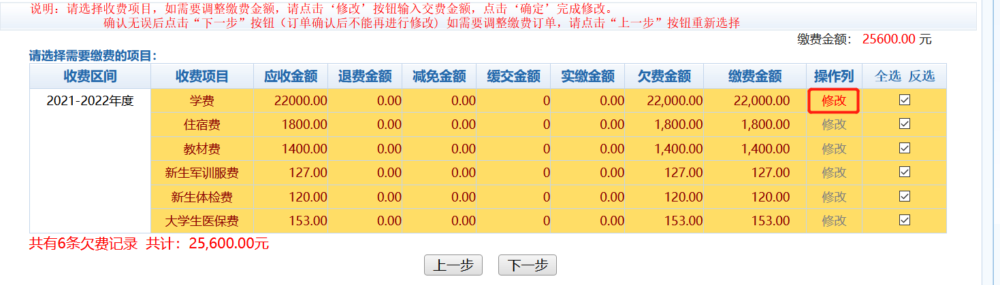 说明：请选择收费项目，如需要调整缴费金额，请点击‘修改’按钮输入交费金额，点击‘确定’完成修改。
确认无误后点击“下一步”按钮（订单确认后不能再进行修改）如需要调整缴费订单，请点击“上一步”按钮重新选择
缴费金额： 25600.00 元
请选择需要缴费的项目：
收费区间 收费项目 应收金额 退费金额 减免金额 缓交金额 实缴金额 欠费金额 缴费金额 操作列 全选 反选
2021-2022年度 学费 22000.00 0.00 0.00 0 0.00 22,000.00 22,000.00 修改
住宿费 1800.00 0.00 0.00 0 0.00 1,800.00 1,800.00 修改
教材费 1400.00 0.00 0.00 0 0.00 1,400.00 1,400.00 修改
新生军训服费 127.00 0.00 0.00 0 0.00 127.00 127.00 修改
新生体检费 120.00 0.00 0.00 0 0.00 120.00 120.00 修改
大学生医保费 153.00 0.00 0.00 0 0.00 153.00 153.00 修改
共有6条欠费记录 共计：25,600.00元
上一步 下一步